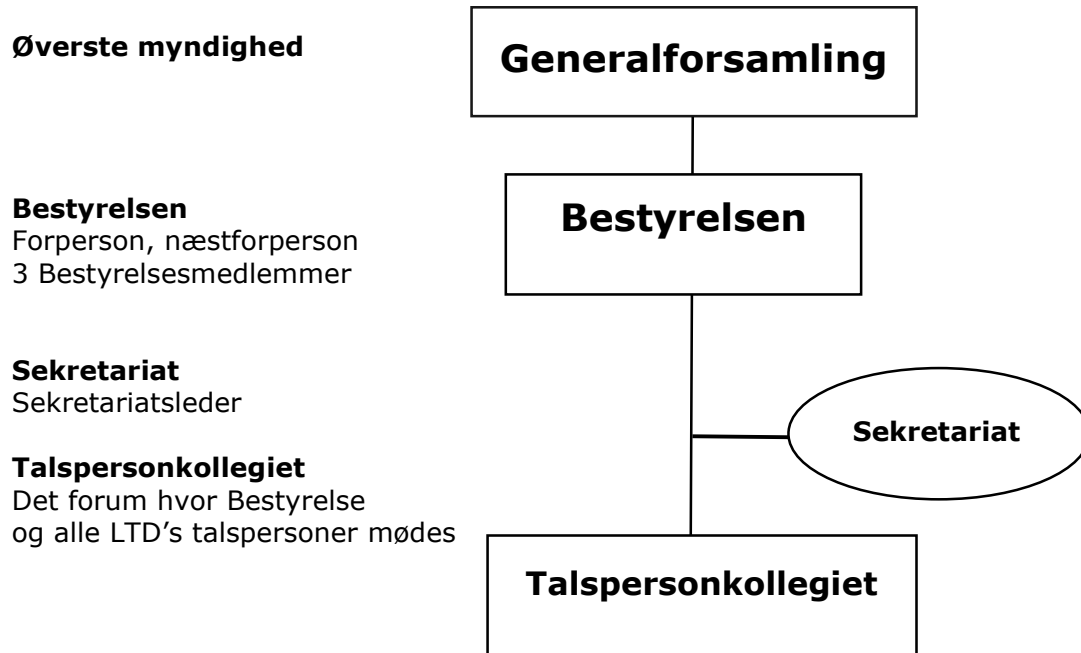 Øverste myndighed
Generalforsamling
Bestyrelsen
Forperson, næstforperson
3 Bestyrelsesmedlemmer
Bestyrelsen
Sekretariat
Sekretariatsleder
Sekretariat
Talspersonkollegiet
Det forum hvor Bestyrelse
og alle LTD’s talspersoner mødes
Talspersonkollegiet